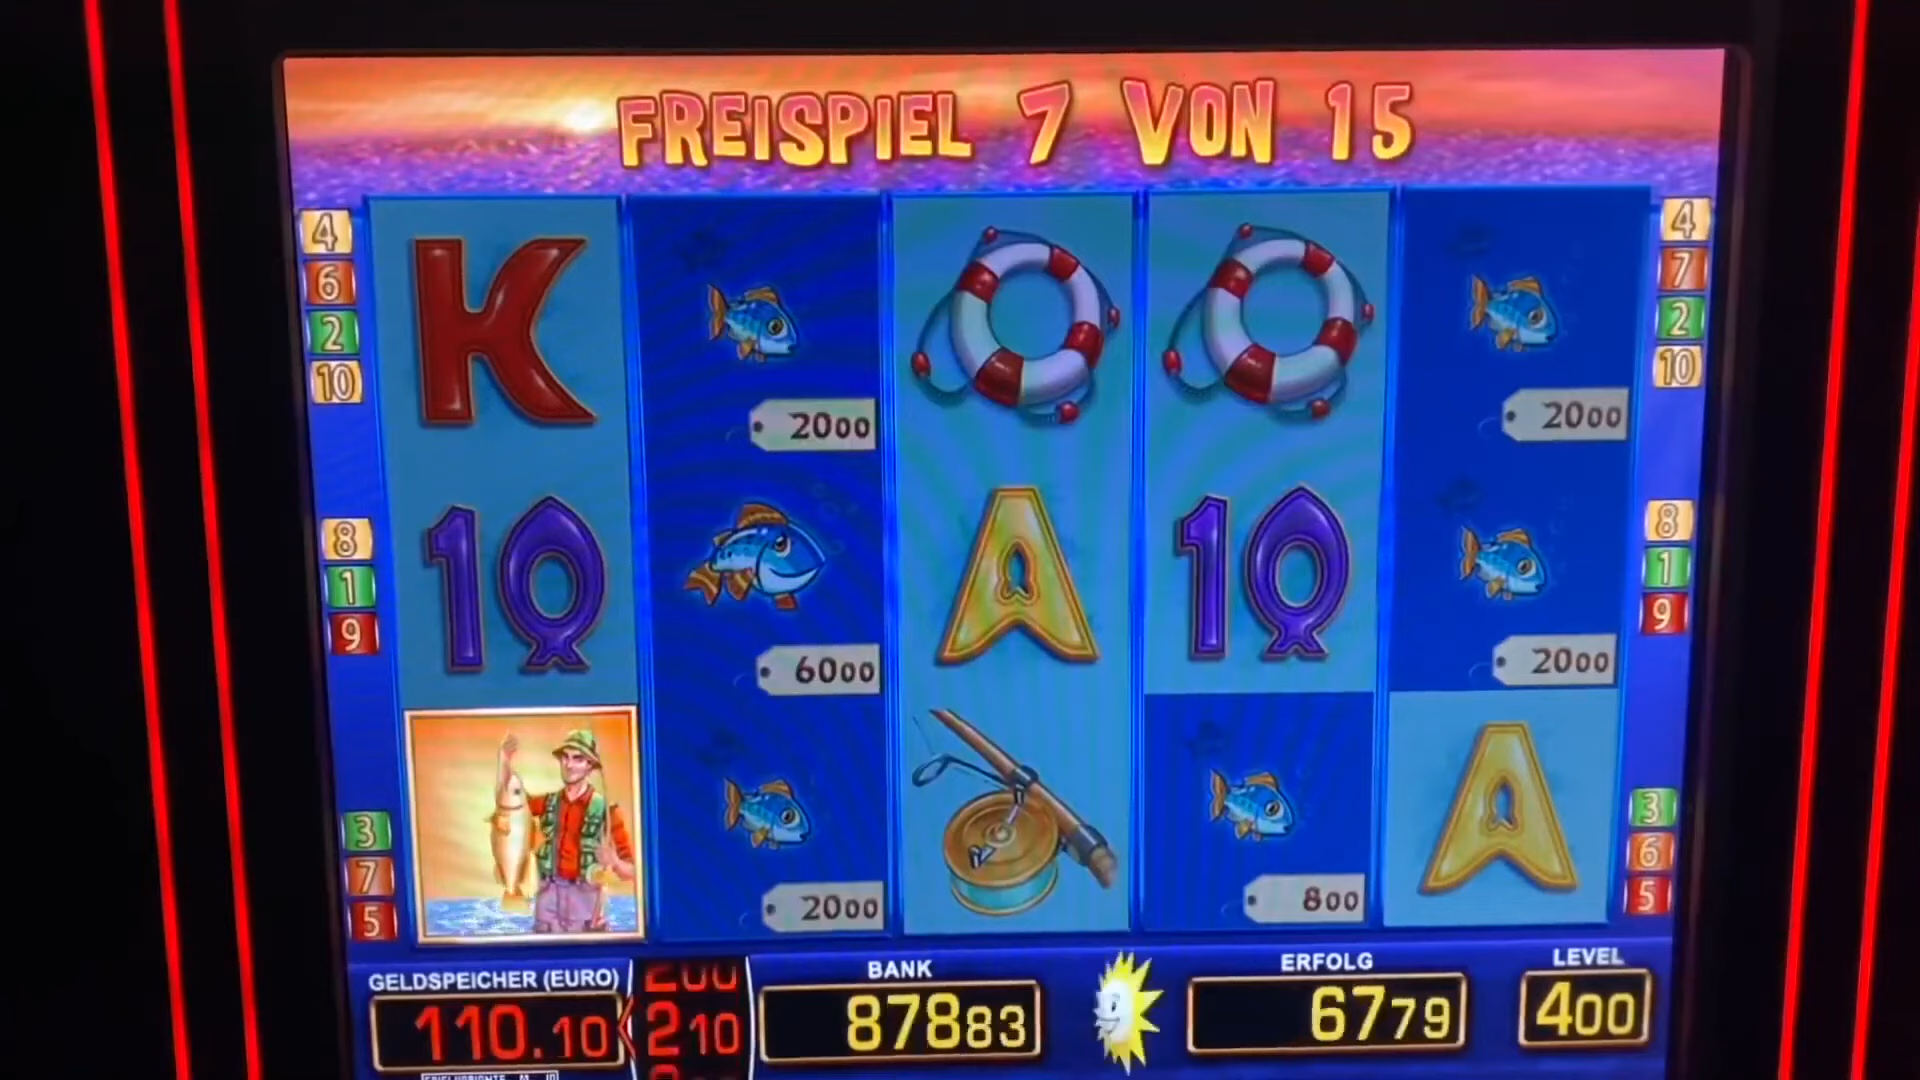 FREISPIEL 7 VON 15
4 K 4
6 7
2 2
10 10
2000 2000
8 10 A 10 8
1 1
9 9
6000 2000
3 A 3
7 6
5 5
2000 800
GELDSPEICHER (EURO) BANK ERFOLG LEVEL
110.10 210 87883 6779 400